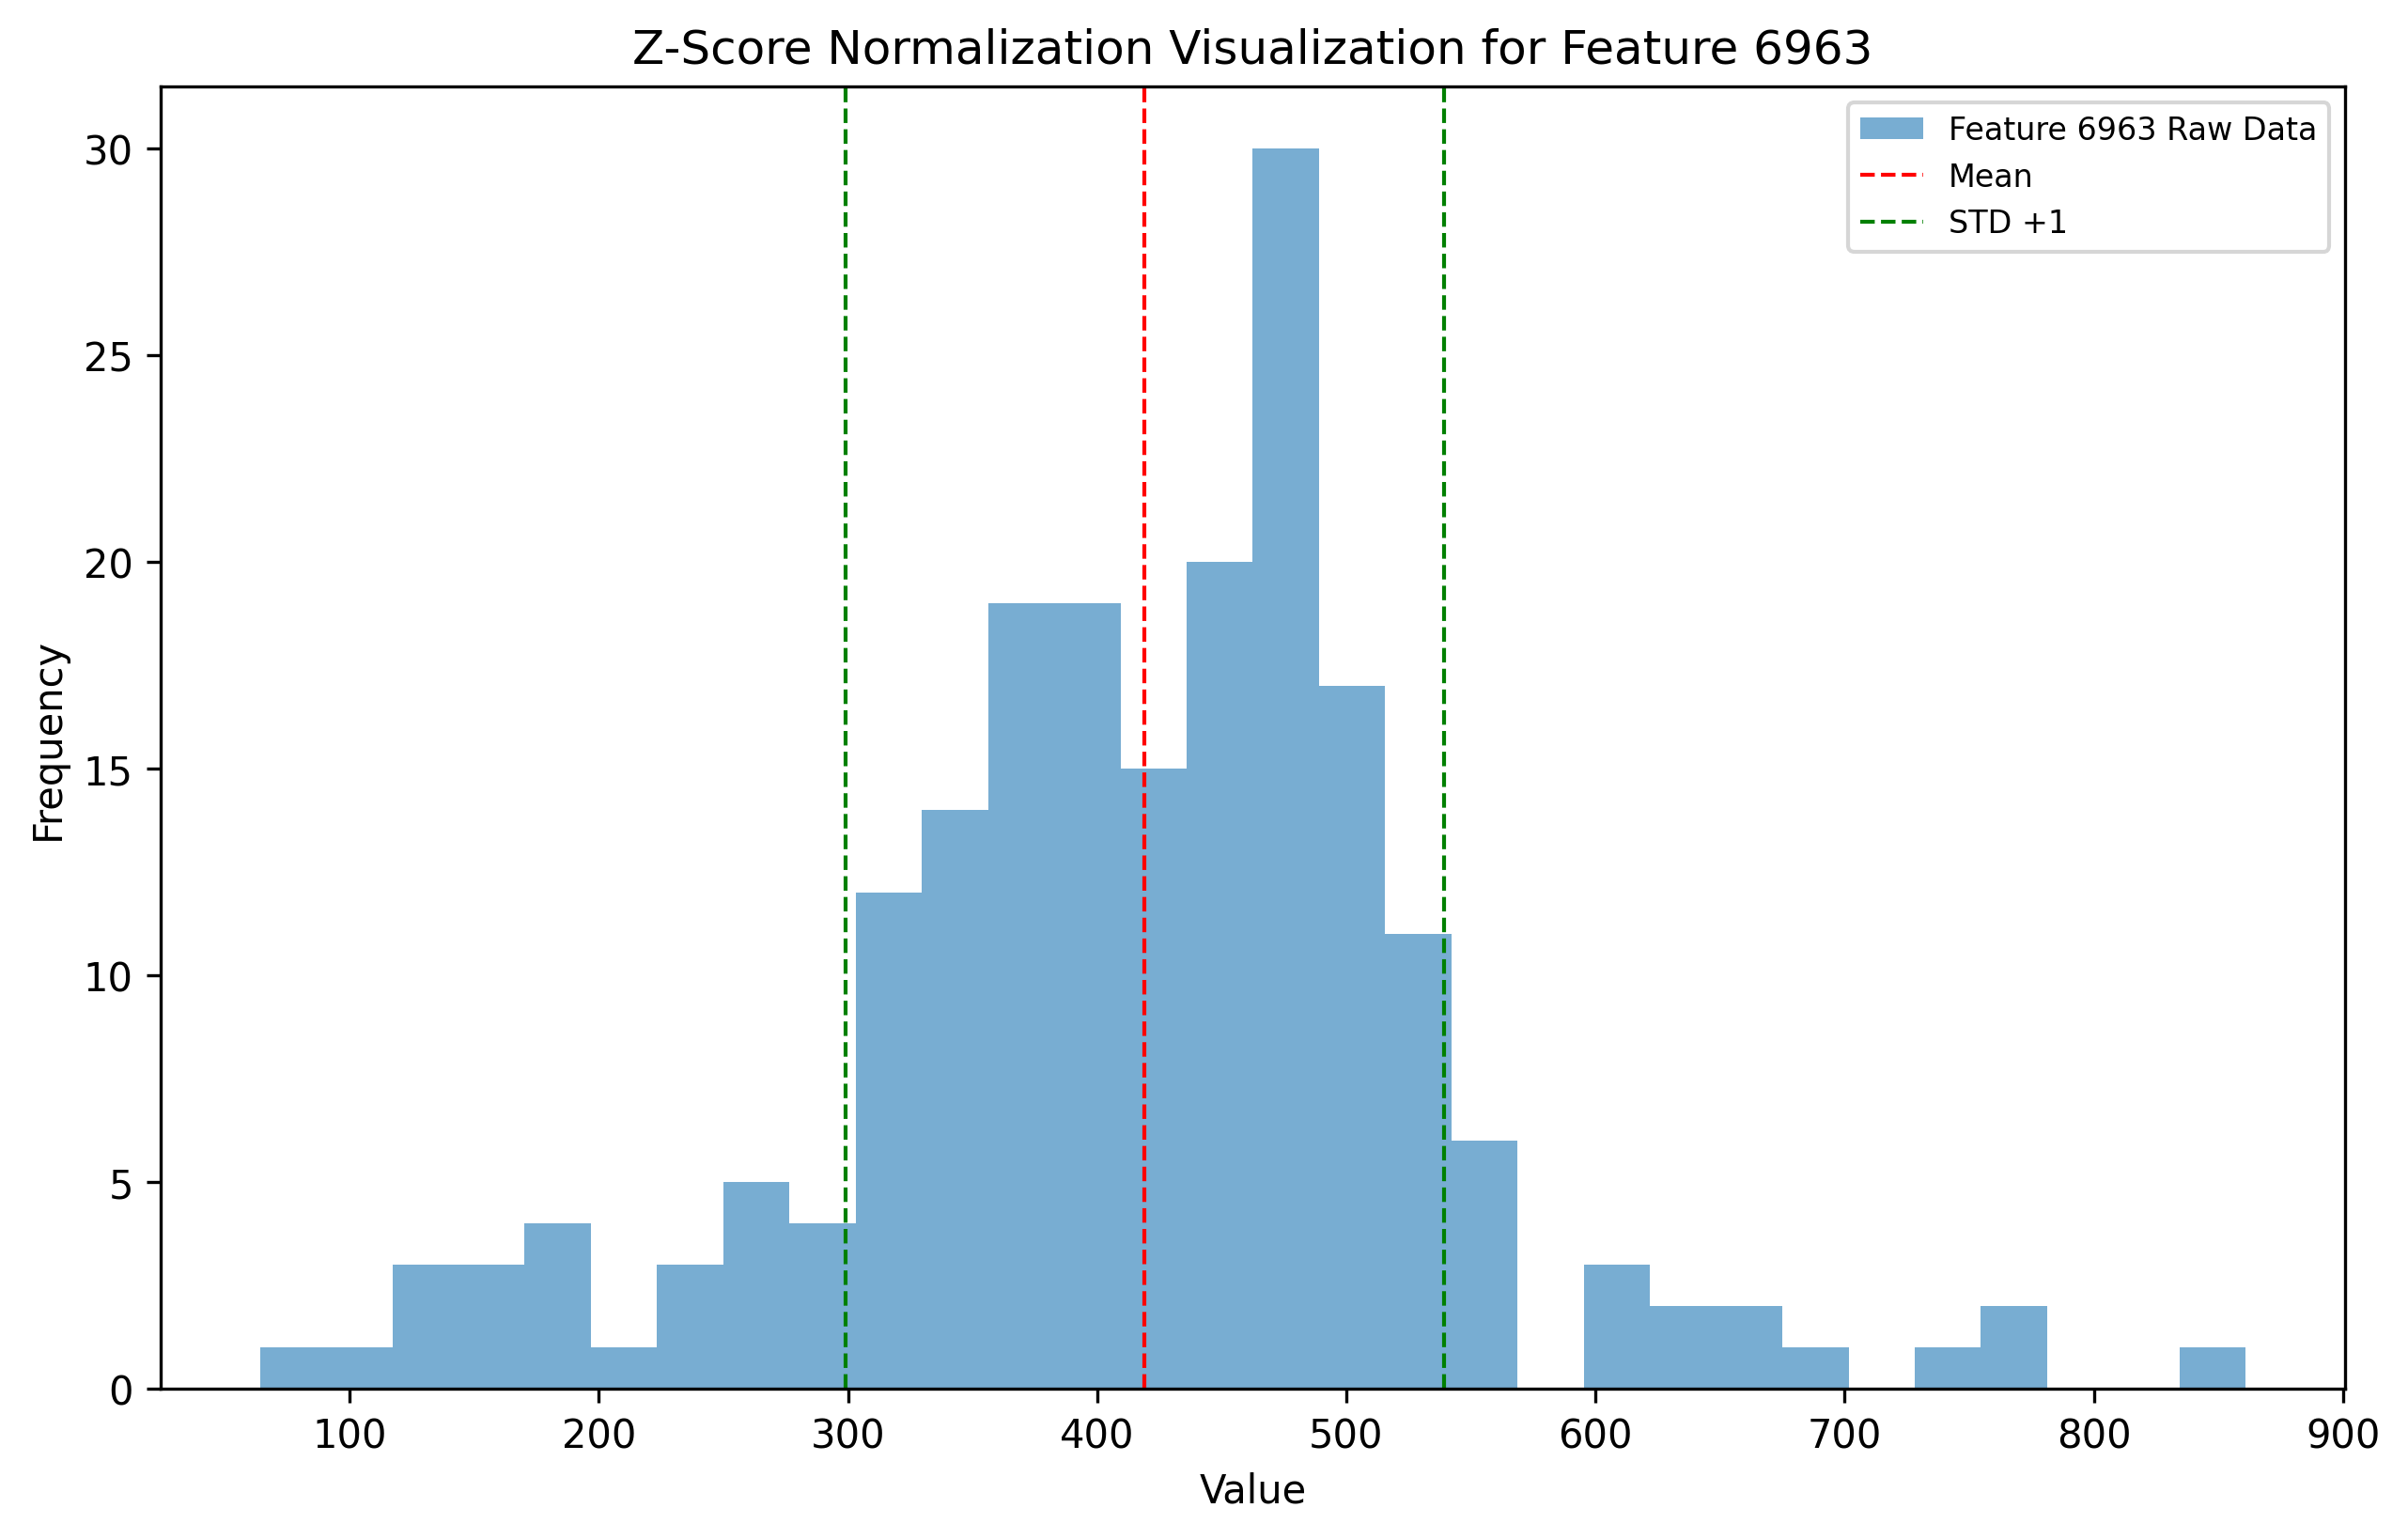 Z-Score Normalization Visualization for Feature 6963
Feature 6963 Raw Data
Mean
STD +1
30
25
20
15
10
5
0
Frequency
100 200 300 400 500 600 700 800 900
Value